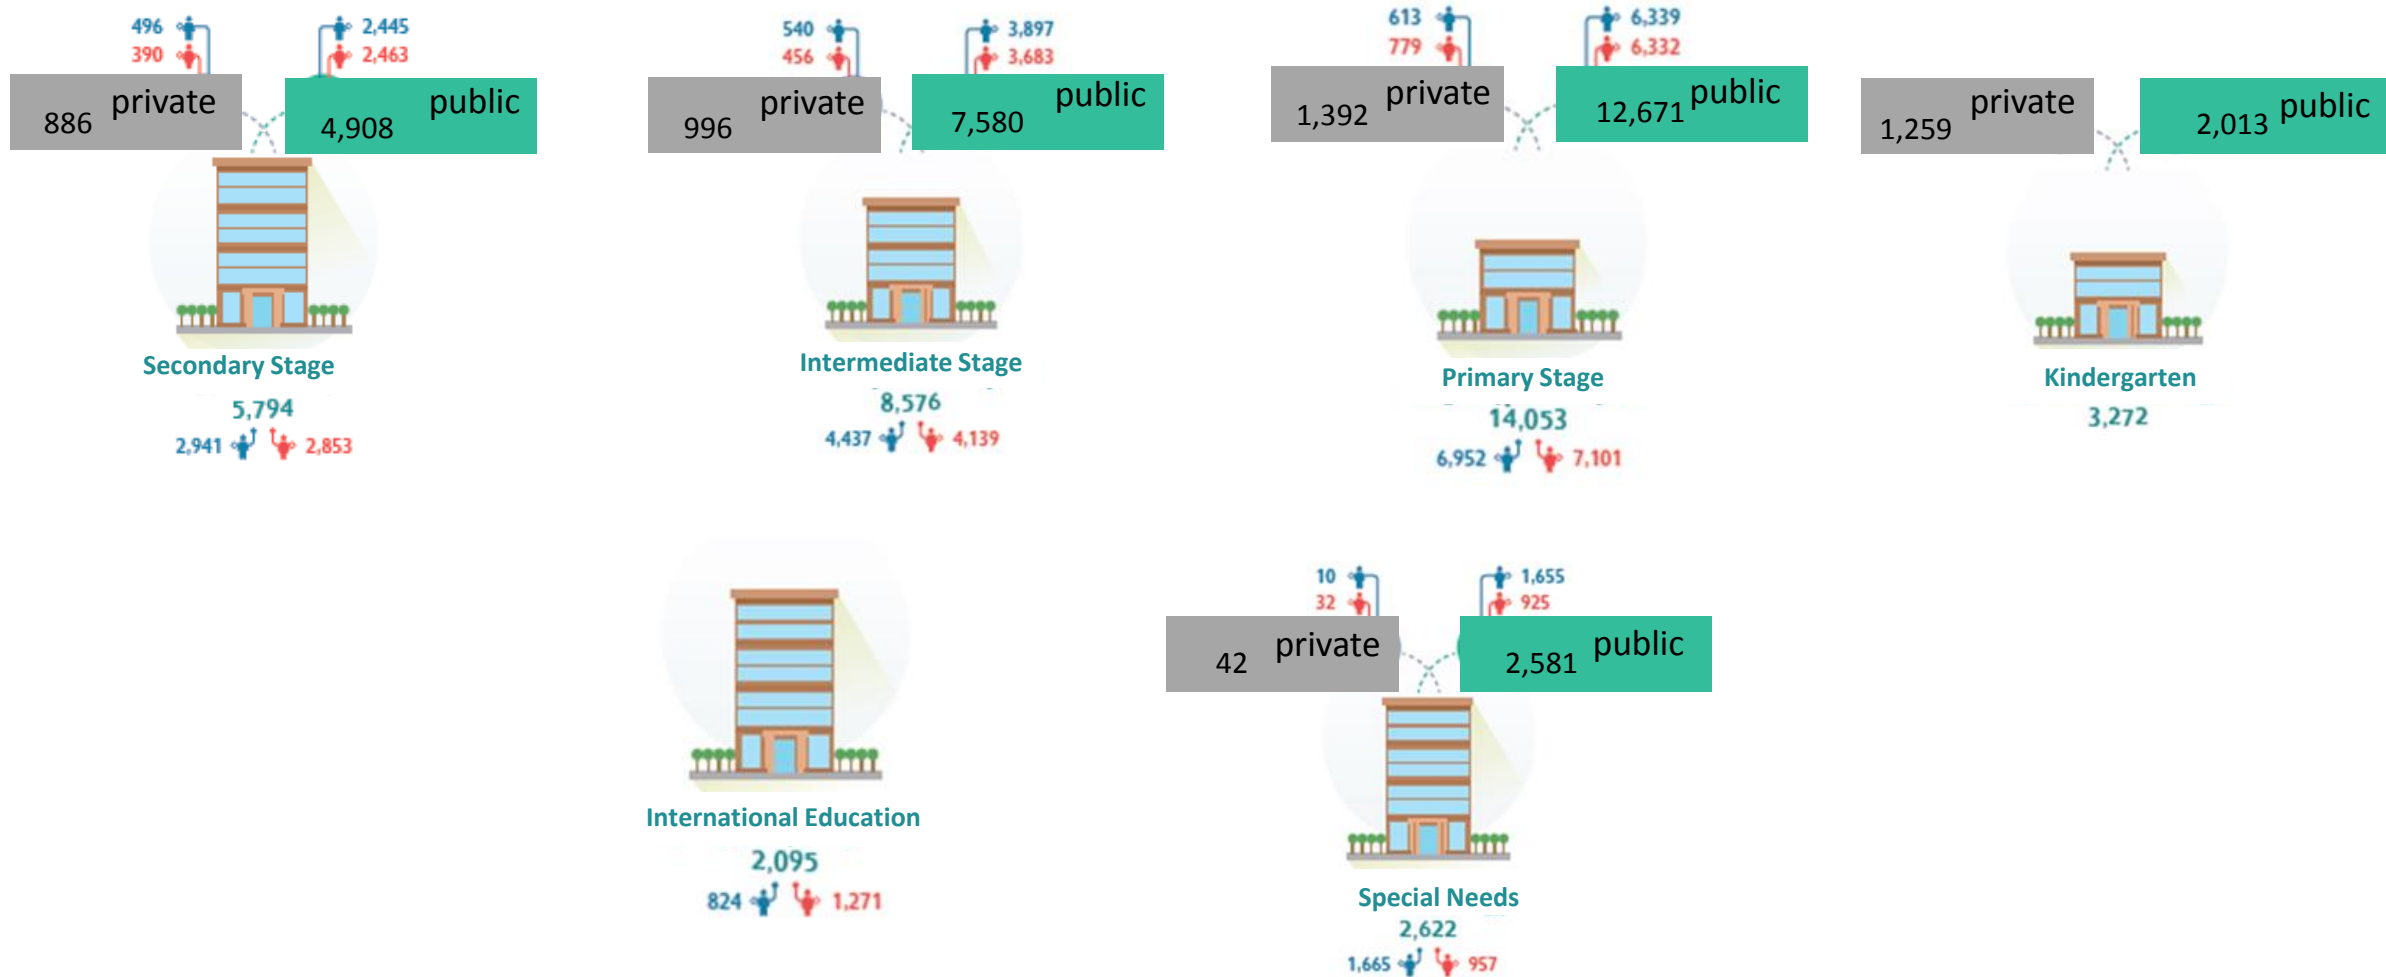 496 2,445
390 2,463
private 886
public 4,908
Secondary Stage
5,794
2,941 2,853
540 3,897
456 3,683
private 996
public 7,580
Intermediate Stage
8,576
4,437 4,139
613 6,339
779 6,332
private 1,392
public 12,671
Primary Stage
14,053
6,952 7,101
private 1,259
public 2,013
Kindergarten
3,272
International Education
2,095
824 1,271
10 1,655
32 925
private 42
public 2,581
Special Needs
2,622
1,665 957